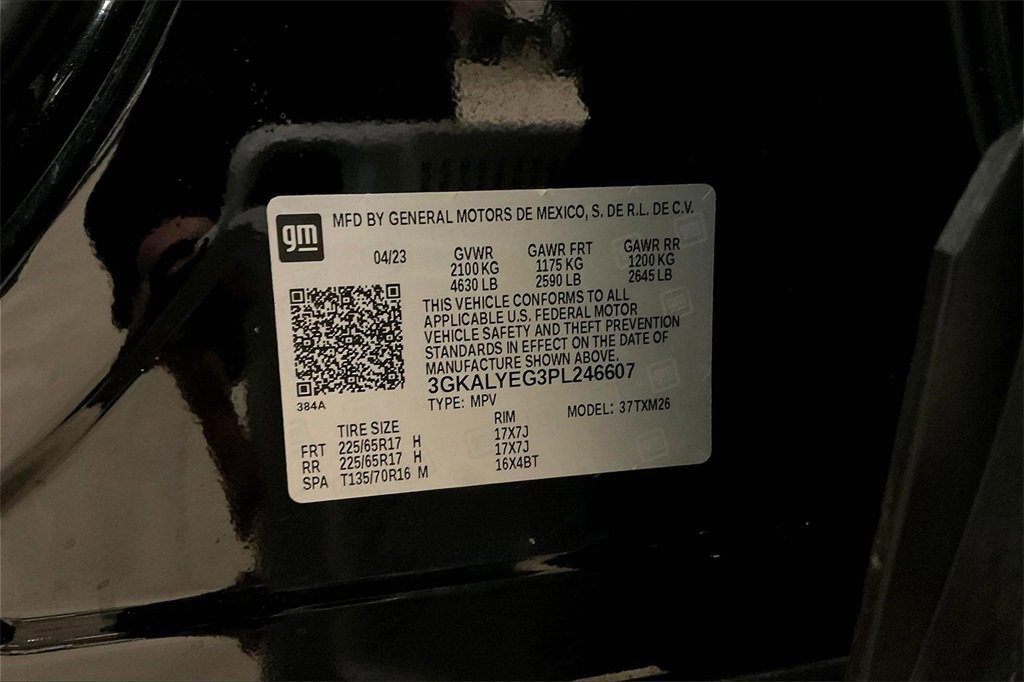 gm
MFD BY GENERAL MOTORS DE MEXICO, S. DE R.L. DE C.V.
04/23 GVWR GAWR FRT GAWR RR
2100 KG 1175 KG 1200 KG
4630 LB 2590 LB 2645 LB
THIS VEHICLE CONFORMS TO ALL
APPLICABLE U.S. FEDERAL MOTOR
VEHICLE SAFETY AND THEFT PREVENTION
STANDARDS IN EFFECT ON THE DATE OF
MANUFACTURE SHOWN ABOVE.
3GKALYEG3PL246607
384A
TYPE: MPV MODEL: 37TXM26
TIRE SIZE RIM
FRT 225/65R17 H 17X7J
RR 225/65R17 H 17X7J
SPA T135/70R16 M 16X4BT